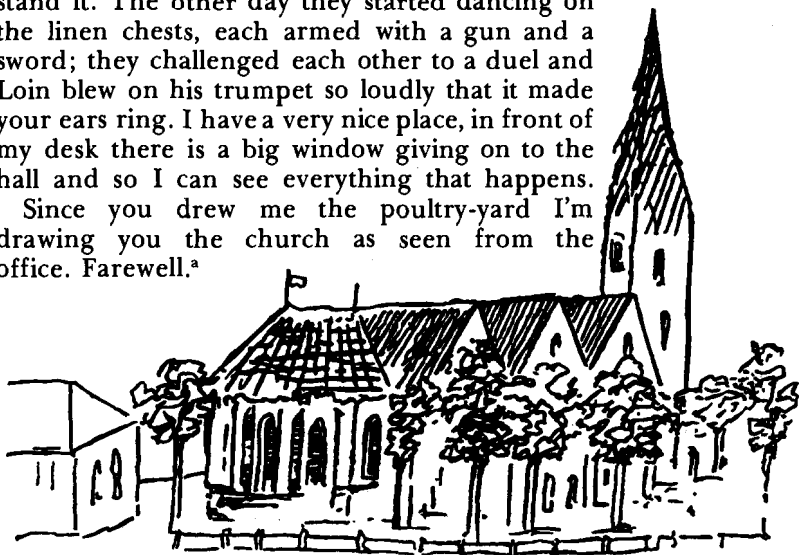 stand it. The other day they started dancing on
the linen chests, each armed with a gun and a
sword; they challenged each other to a duel and
Loin blew on his trumpet so loudly that it made
your ears ring. I have a very nice place, in front of
my desk there is a big window giving on to the
hall and so I can see everything that happens.
Since you drew me the poultry-yard I'm
drawing you the church as seen from the
office. Farewell.ª